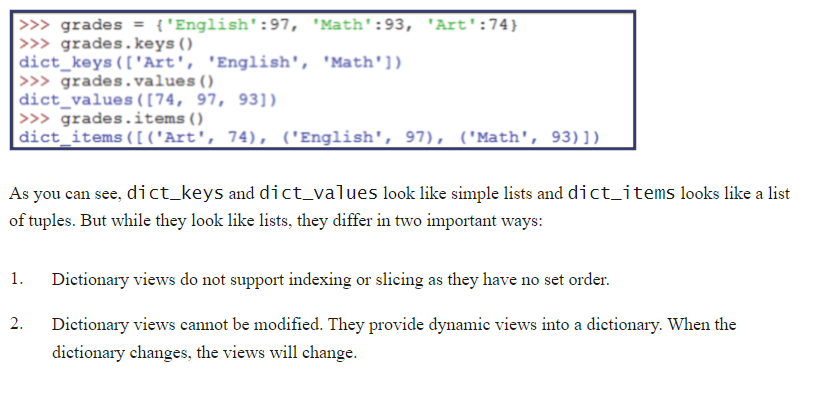 >>> grades = {'English':97, 'Math':93, 'Art':74}
>>> grades.keys()
dict_keys(['Art', 'English', 'Math'])
>>> grades.values()
dict_values([74, 97, 93])
>>> grades.items()
dict_items([('Art', 74), ('English', 97), ('Math', 93)])
As you can see, dict_keys and dict_values look like simple lists and dict_items looks like a list
of tuples. But while they look like lists, they differ in two important ways:
1. Dictionary views do not support indexing or slicing as they have no set order.
2. Dictionary views cannot be modified. They provide dynamic views into a dictionary. When the
dictionary changes, the views will change.